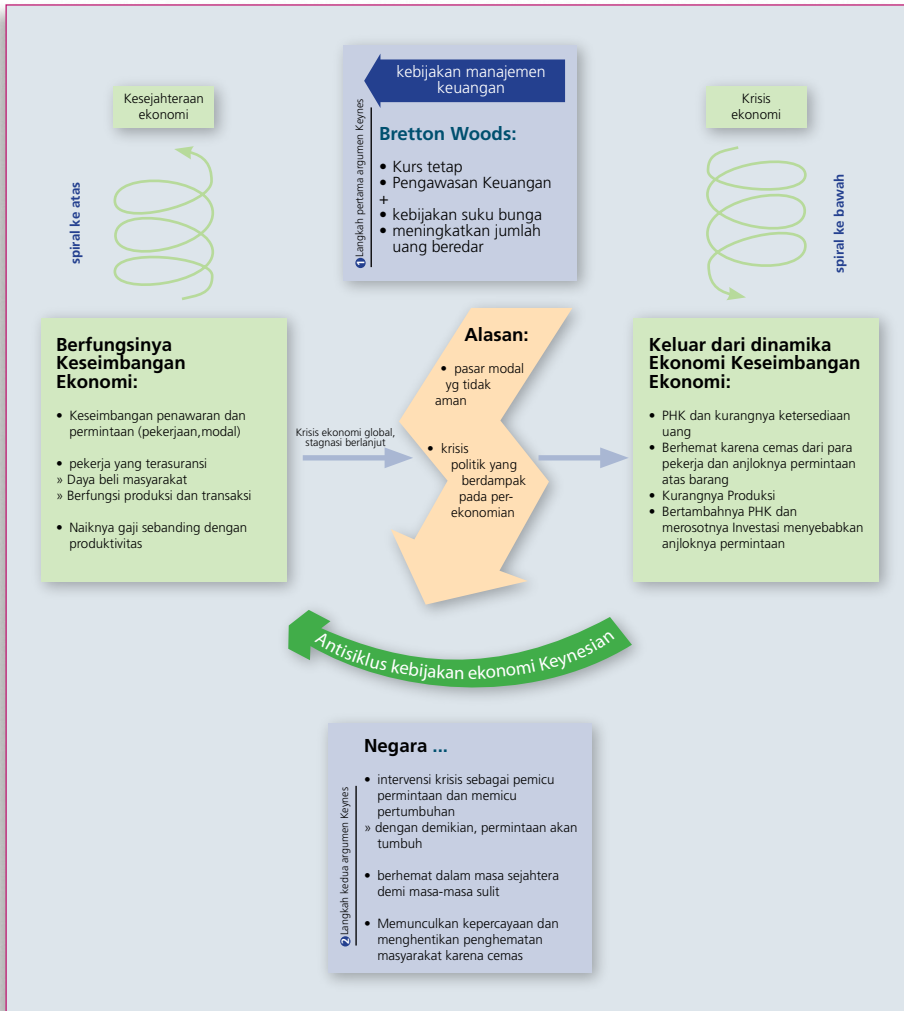 kebijakan manajemen
keuangan
Kesejahteraan
ekonomi
Krisis
ekonomi
❶ Langkah pertama argumen Keynes
Bretton Woods:
• Kurs tetap
• Pengawasan Keuangan
+
• kebijakan suku bunga
• meningkatkan jumlah
uang beredar
spiral ke atas
spiral ke bawah
Berfungsinya
Keseimbangan
Ekonomi:
• Keseimbangan penawaran dan
permintaan (pekerjaan,modal)
• pekerja yang terasuransi
» Daya beli masyarakat
» Berfungsi produksi dan transaksi
• Naiknya gaji sebanding dengan
produktivitas
Krisis ekonomi global,
stagnasi berlanjut
Alasan:
• pasar modal
yg tidak
aman
• krisis
politik yang
berdampak
pada per-
ekonomian
Keluar dari dinamika
Ekonomi Keseimbangan
Ekonomi:
• PHK dan kurangnya ketersediaan
uang
• Berhemat karena cemas dari para
pekerja dan anjloknya permintaan
atas barang
• Kurangnya Produksi
• Bertambahnya PHK dan
merosotnya Investasi menyebabkan
anjloknya permintaan
Antisiklus kebijakan ekonomi Keynesian
❷ Langkah kedua argumen Keynes
Negara ...
• intervensi krisis sebagai pemicu
permintaan dan memicu
pertumbuhan
» dengan demikian, permintaan akan
tumbuh
• berhemat dalam masa sejahtera
demi masa-masa sulit
• Memunculkan kepercayaan dan
menghentikan penghematan
masyarakat karena cemas